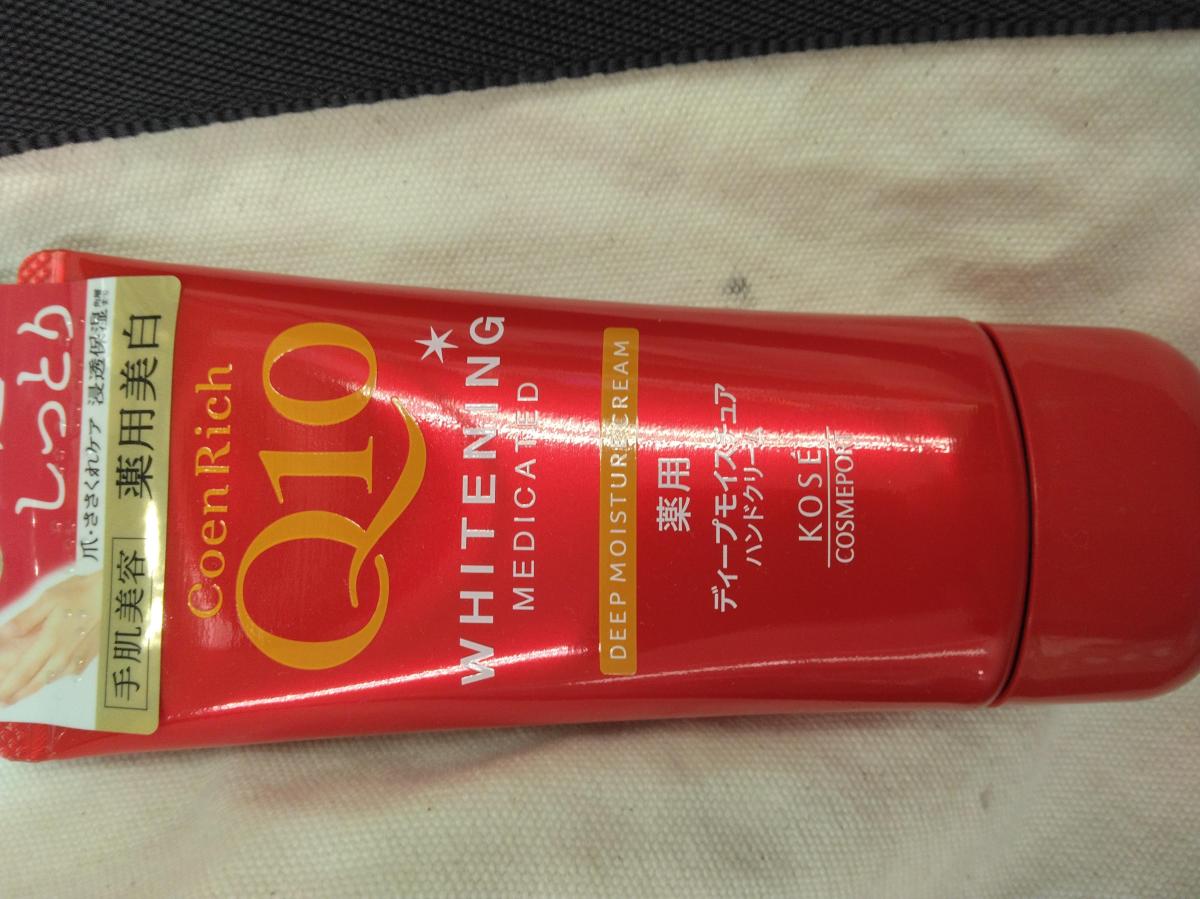 しっとり
爪・ささくれケア 浸透保湿
手肌美容 薬用美白
CoenRich
Q10
WHITENING
MEDICATED
DEEP MOISTURE CREAM
薬用
ディープモイスチュア
ハンドクリーム
KOSÉ
COSMEPORT